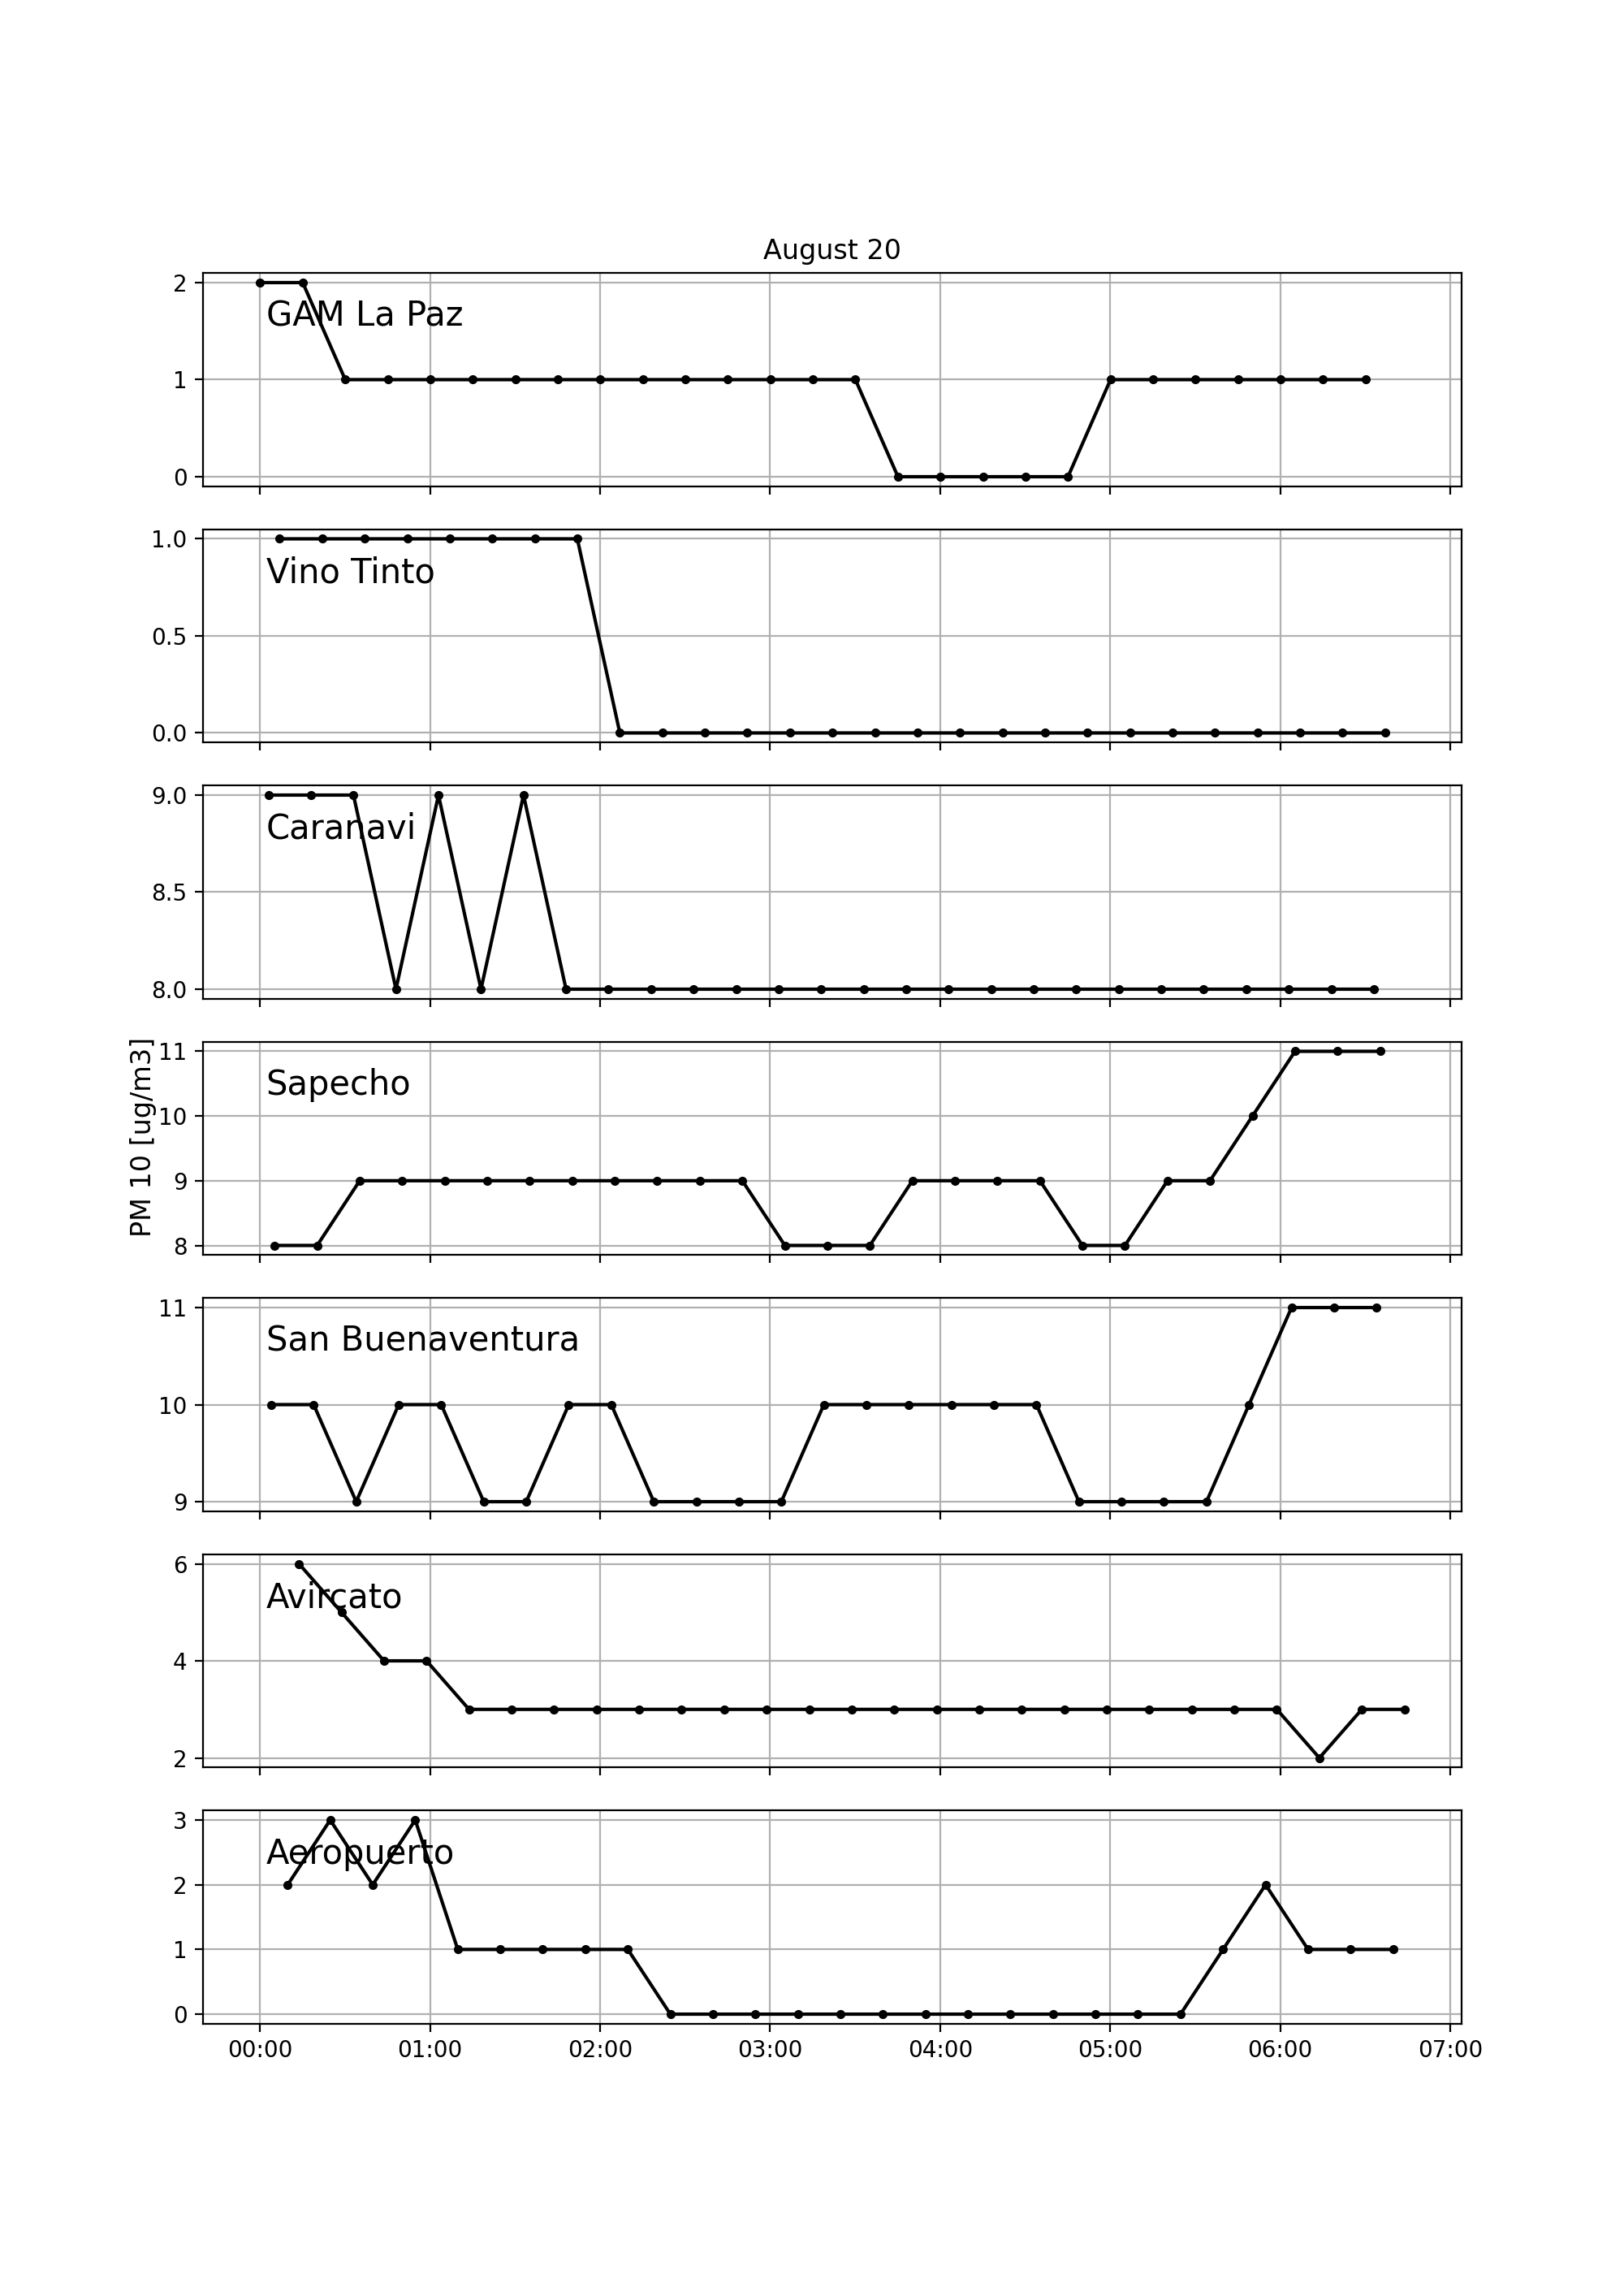 August 20
2
GAM La Paz
1
0
1.0
Vino Tinto
0.5
0.0
9.0
Caranavi
8.5
8.0
PM 10 [ug/m3]
11
Sapecho
10
9
8
11
San Buenaventura
10
9
6
Avircato
4
2
3
Aeropuerto
2
1
0
00:00 01:00 02:00 03:00 04:00 05:00 06:00 07:00